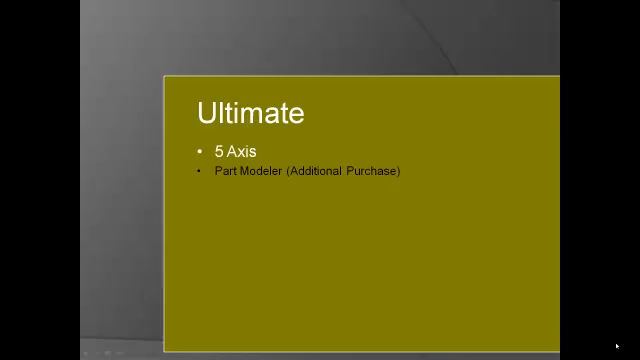 Ultimate
• 5 Axis
• Part Modeler (Additional Purchase)